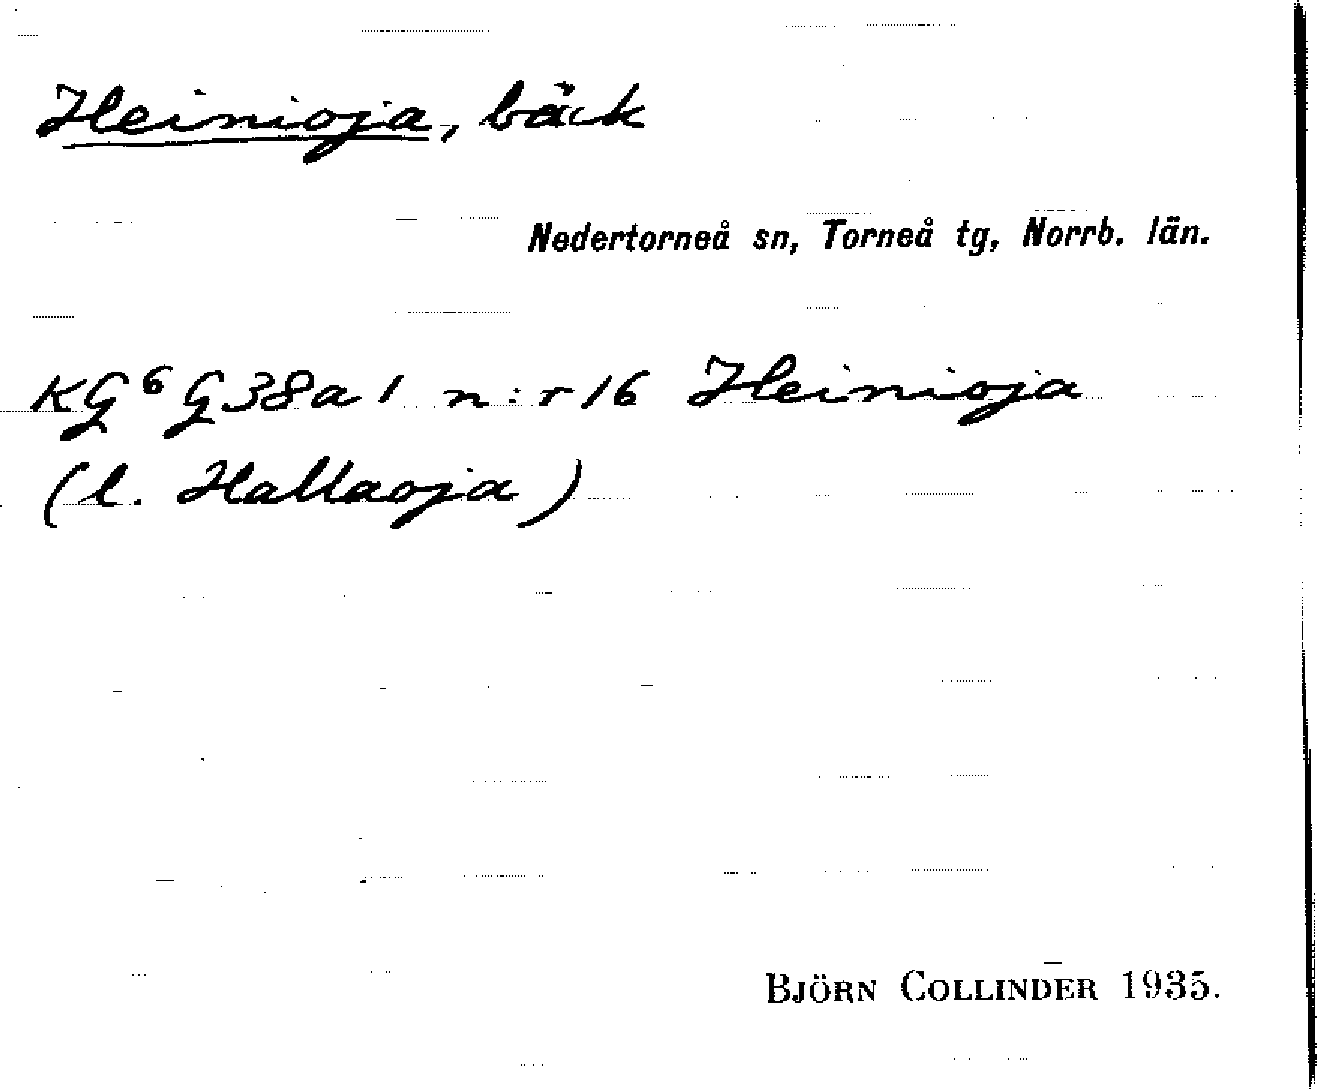 Heinioja, bäck
Nedertorneå sn, Torneå tg, Norrb. län.
KG⁶ G38a1 n:r 16 Heinioja
(l. Hallaoja)
BJÖRN COLLINDER 1935.